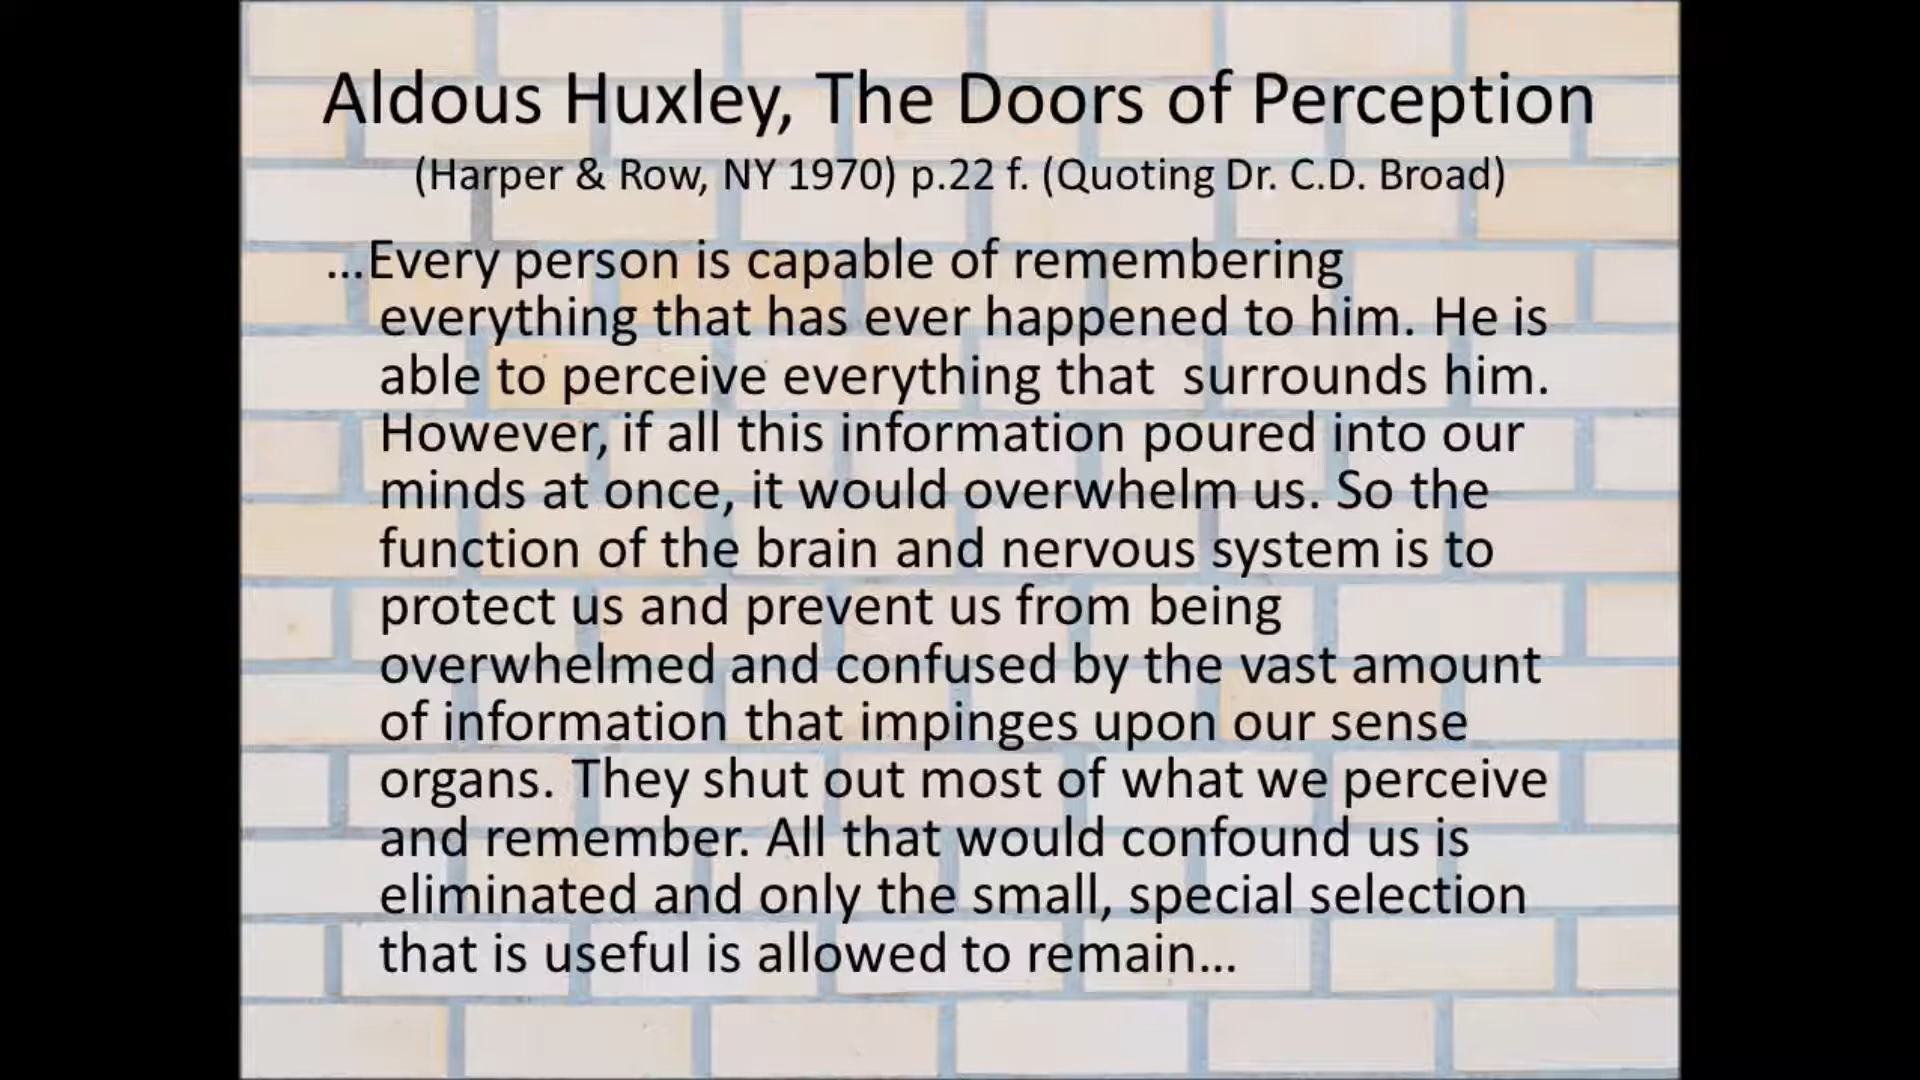 Aldous Huxley, The Doors of Perception
(Harper & Row, NY 1970) p.22 f. (Quoting Dr. C.D. Broad)
...Every person is capable of remembering
everything that has ever happened to him. He is
able to perceive everything that  surrounds him.
However, if all this information poured into our
minds at once, it would overwhelm us. So the
function of the brain and nervous system is to
protect us and prevent us from being
overwhelmed and confused by the vast amount
of information that impinges upon our sense
organs. They shut out most of what we perceive
and remember. All that would confound us is
eliminated and only the small, special selection
that is useful is allowed to remain...